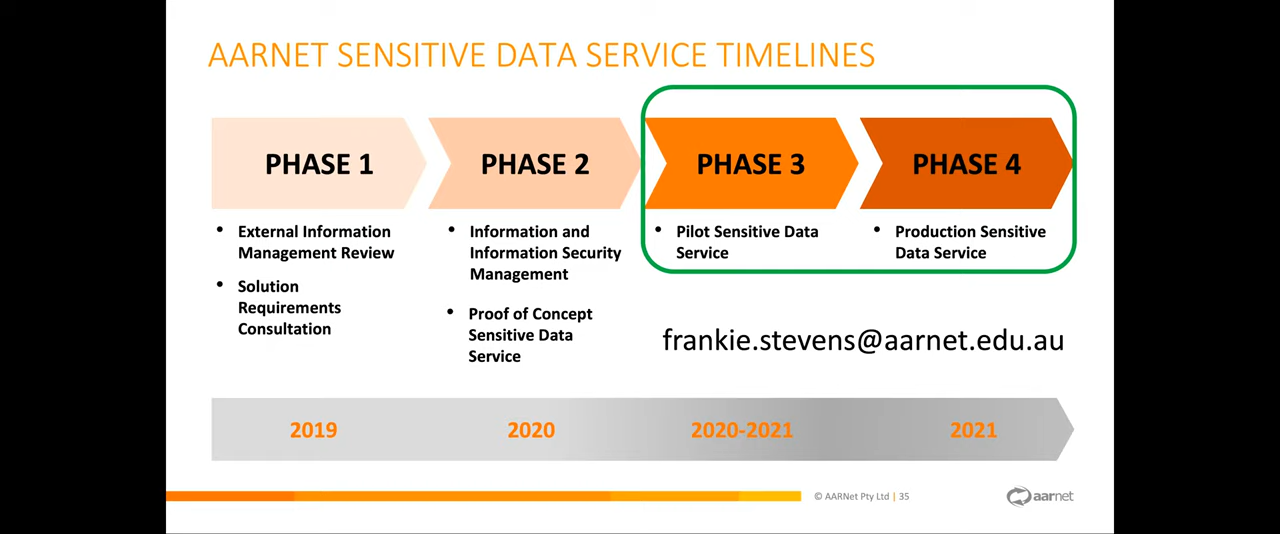 AARNET SENSITIVE DATA SERVICE TIMELINES
PHASE 1
PHASE 2
PHASE 3
PHASE 4
• External Information
Management Review
• Solution
Requirements
Consultation
• Information and
Information Security
Management
• Proof of Concept
Sensitive Data
Service
• Pilot Sensitive Data
Service
• Production Sensitive
Data Service
frankie.stevens@aarnet.edu.au
2019
2020
2020-2021
2021
© AARNet Pty Ltd | 35
aarnet